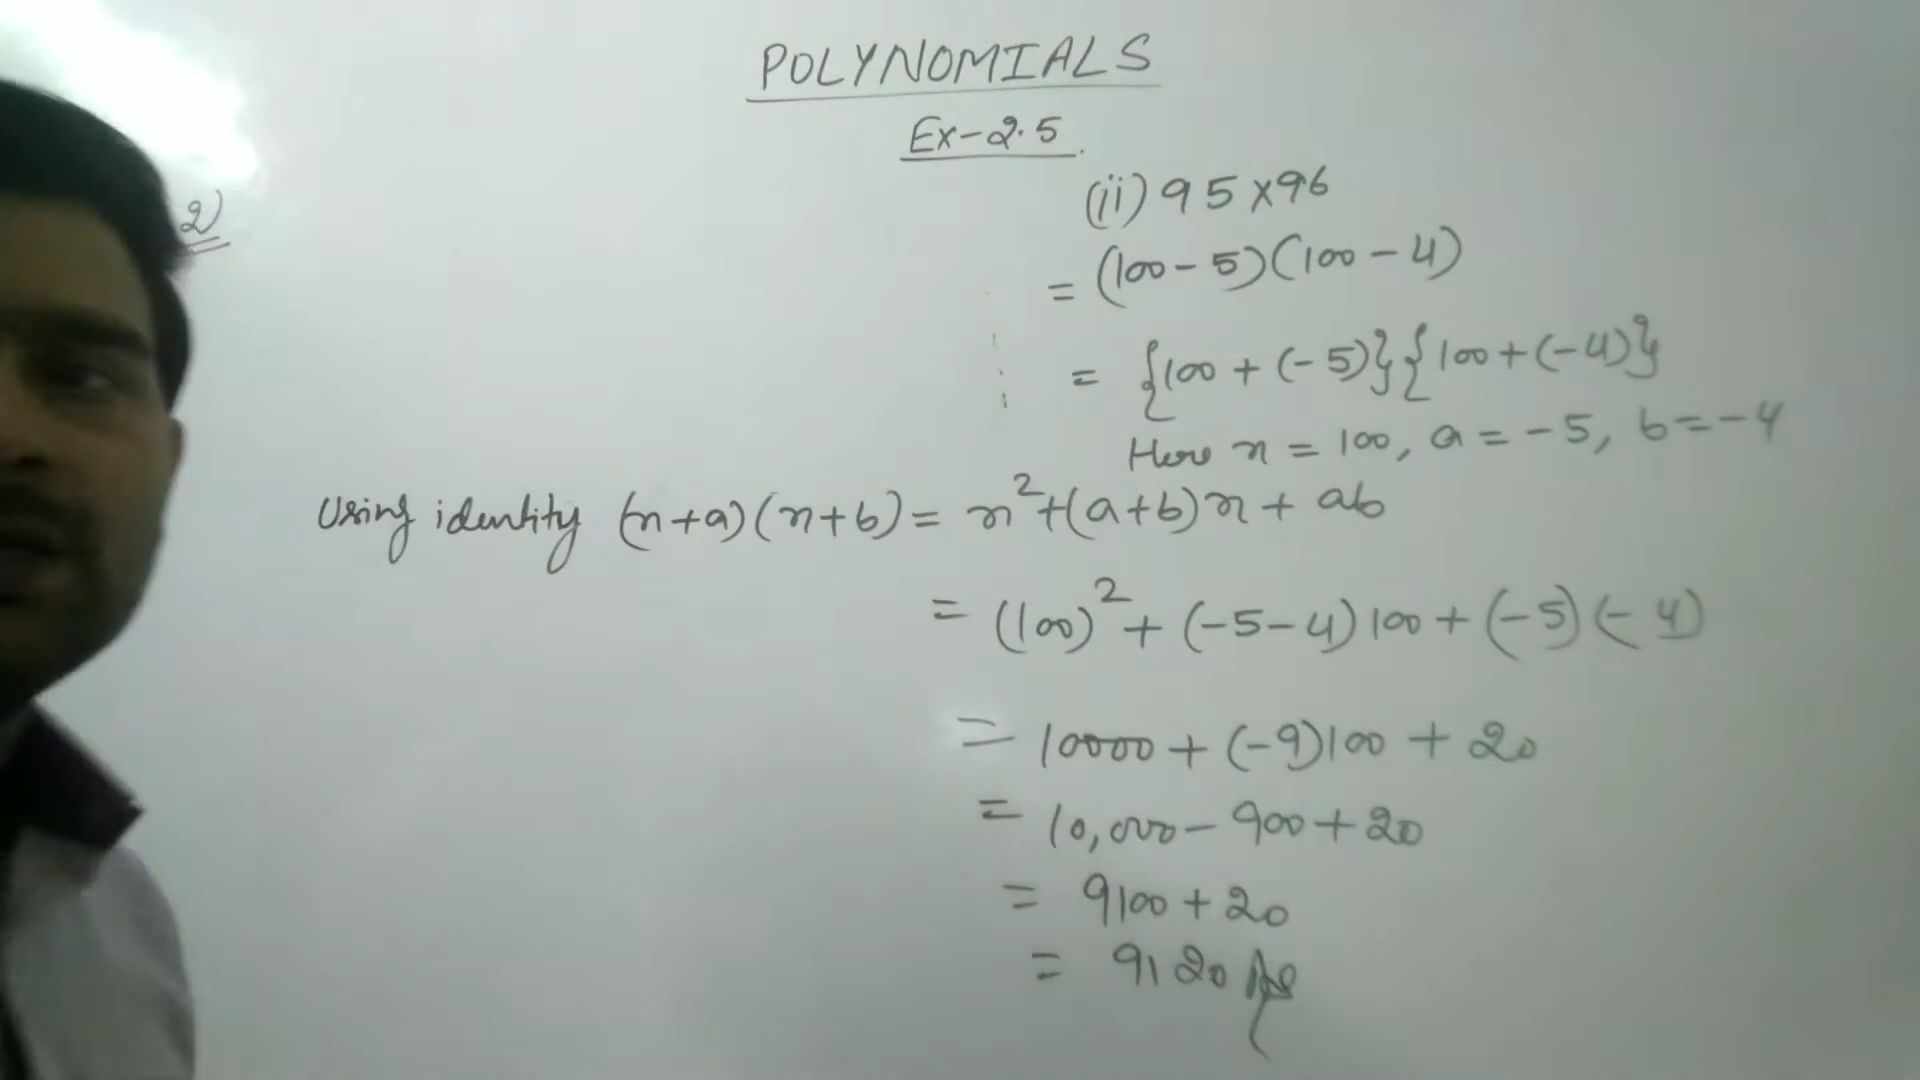 POLYNOMIALS
Ex-2.5
2)
(ii) 95×96
= (100-5)(100-4)
= {100+(-5)}{100+(-4)}
Here x = 100, a = -5, b = -4
Using identity (x+a)(x+b) = x²+(a+b)x + ab
= (100)² + (-5-4) 100 + (-5)(-4)
= 10000 + (-9)100 + 20
= 10,000 - 900 + 20
= 9100 + 20
= 9120 Ans